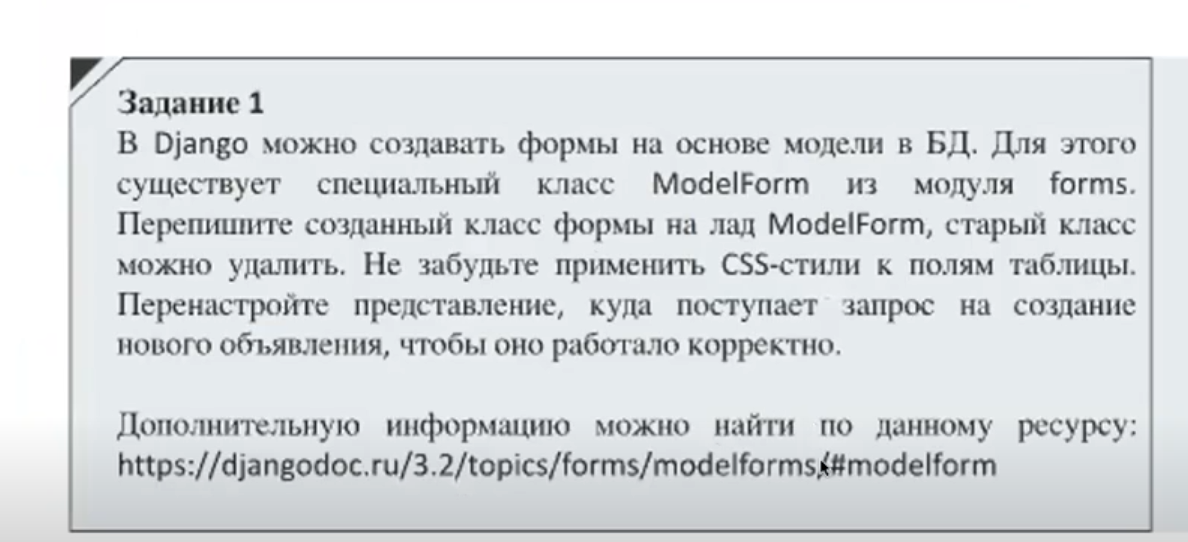 Задание 1
В Django можно создавать формы на основе модели в БД. Для этого
существует специальный класс ModelForm из модуля forms.
Перепишите созданный класс формы на лад ModelForm, старый класс
можно удалить. Не забудьте применить CSS-стили к полям таблицы.
Перенастройте представление, куда поступает запрос на создание
нового объявления, чтобы оно работало корректно.
Дополнительную информацию можно найти по данному ресурсу:
https://djangodoc.ru/3.2/topics/forms/modelforms/#modelform